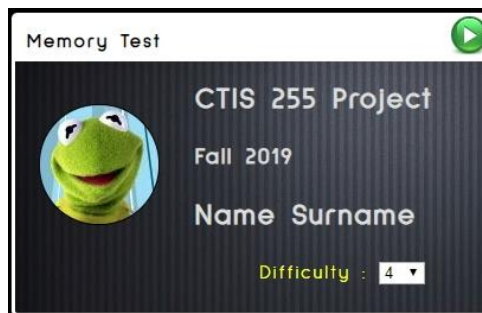 Memory Test
CTIS 255 Project
Fall 2019
Name Surname
Difficulty : 4